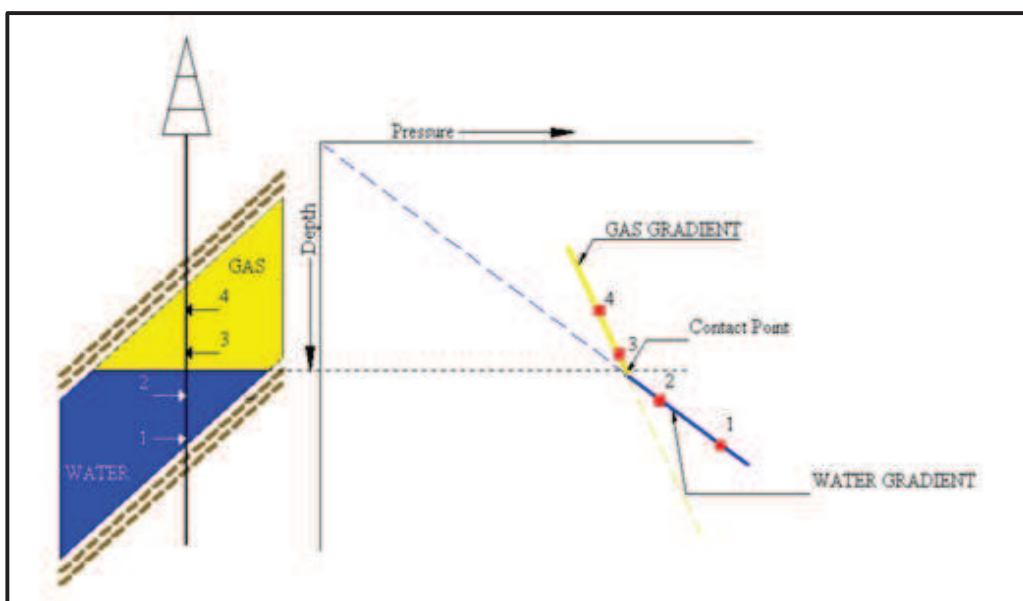 Pressure
Depth
GAS GRADIENT
GAS
4
4
3
3
Contact Point
2
2
1
1
WATER
WATER GRADIENT